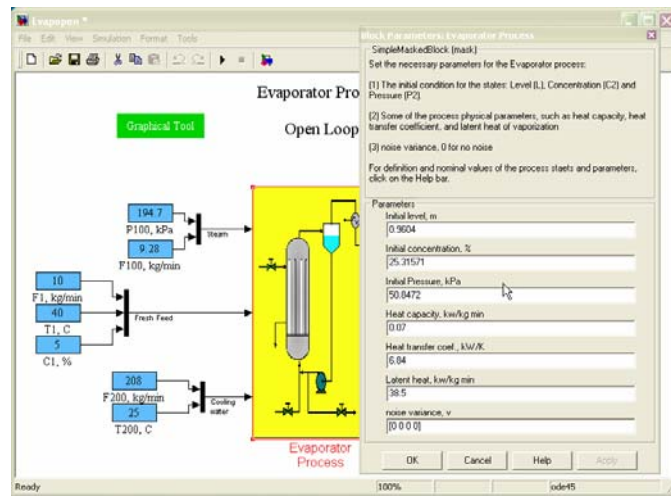 Evapopen *
File Edit View Simulation Format Tools
Evaporator Pro
Open Loop
Graphical Tool
194.7
P100, kPa
9.28
F100, kg/min
Steam
10
F1, kg/min
40
T1, C
5
C1, %
Fresh Feed
208
F200, kg/min
25
T200, C
Cooling
water
Evaporator
Process
Block Parameters: Evaporator Process
SimpleMaskedBlock (mask)
Set the necessary parameters for the Evaporator process:
(1) The initial condition for the states: Level (L), Concentration (C2) and
Pressure (P2)
(2) Some of the process physical parameters, such as heat capacity, heat
transfer coefficient, and latent heat of vaporization
(3) noise variance, 0 for no noise
For definition and nominal values of the process staets and parameters,
click on the Help bar.
Parameters
Initial level, m
0.9604
Initial concentration, %
25.31571
Initial Pressure, kPa
50.8472
Heat capacity, kw/kg min
0.07
Heat transfer coef., kW/K
6.84
Latent heat, kw/kg min
38.5
noise variance, v
[0 0 0 0]
OK Cancel Help Apply
Ready 100% ode45